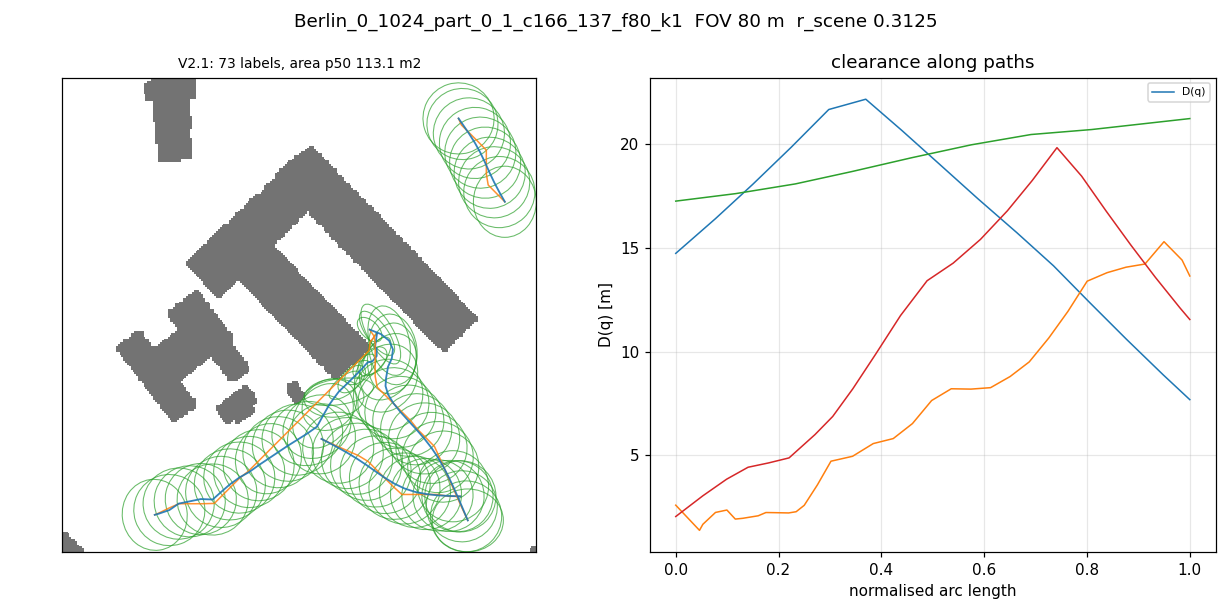 Berlin_0_1024_part_0_1_c166_137_f80_k1  FOV 80 m  r_scene 0.3125
V2.1: 73 labels, area p50 113.1 m2
clearance along paths
D(q)
D(q) [m]
20
15
10
5
0.0 0.2 0.4 0.6 0.8 1.0
normalised arc length